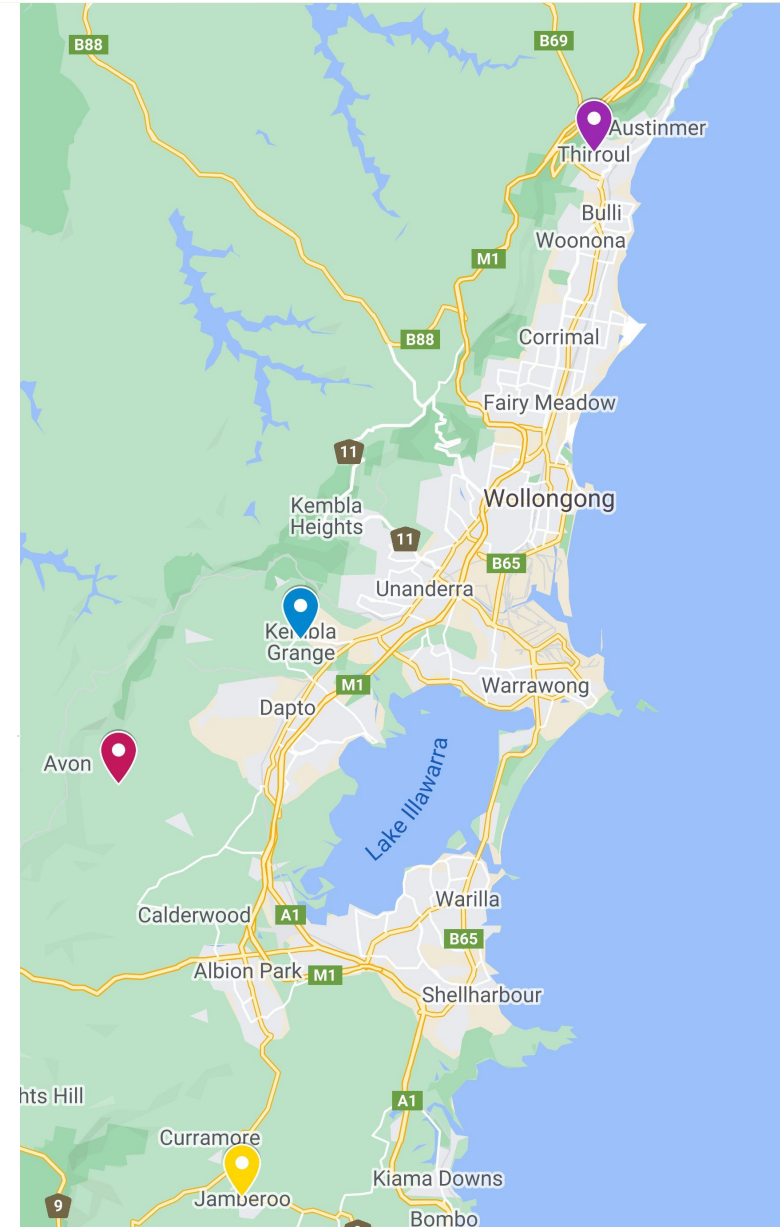 B88
B69
Austinmer
Thirroul
Bulli
Woonona
M1
Corrimal
B88
Fairy Meadow
11
Wollongong
Kembla
Heights
11
B65
Unanderra
Kembla
Grange
M1
Warrawong
Dapto
Avon
Lake Illawarra
Warilla
Calderwood
A1
B65
Albion Park
M1
Shellharbour
hts Hill
A1
Curramore
Kiama Downs
Jamberoo
9
Bombo